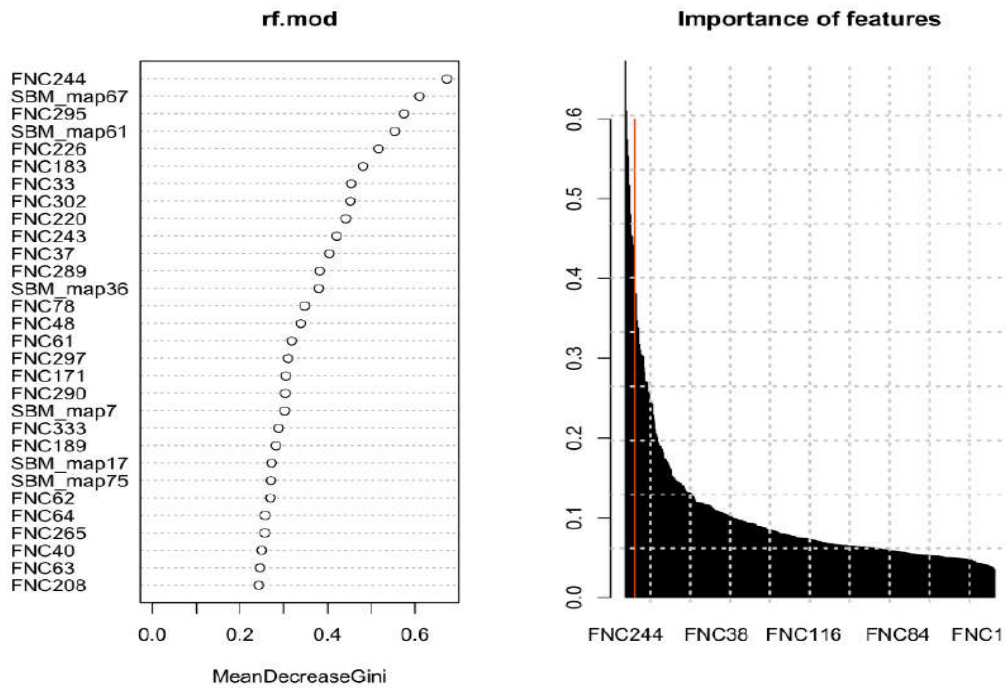 rf.mod
FNC244
SBM_map67
FNC295
SBM_map61
FNC226
FNC183
FNC33
FNC302
FNC220
FNC243
FNC37
FNC289
SBM_map36
FNC78
FNC48
FNC61
FNC297
FNC171
FNC290
SBM_map7
FNC333
FNC189
SBM_map17
SBM_map75
FNC62
FNC64
FNC265
FNC40
FNC63
FNC208
0.0 0.2 0.4 0.6
MeanDecreaseGini
Importance of features
0.6
0.5
0.4
0.3
0.2
0.1
0.0
FNC244 FNC38 FNC116 FNC84 FNC1